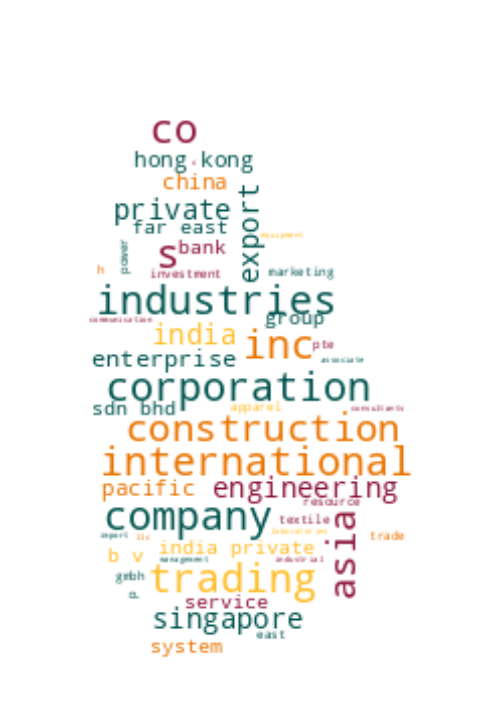 co
hong kong
china
private
export
far east
equipment
s
bank
power
h
investment
marketing
industries
communication
group
india
inc
pte
enterprise
associate
corporation
sdn bhd
apparel
consultants
construction
international
pacific
engineering
resource
company
textile
asia
import
llc
laboratories
trade
b v
india private
management
industrial
gmbh
trading
p
service
singapore
east
system